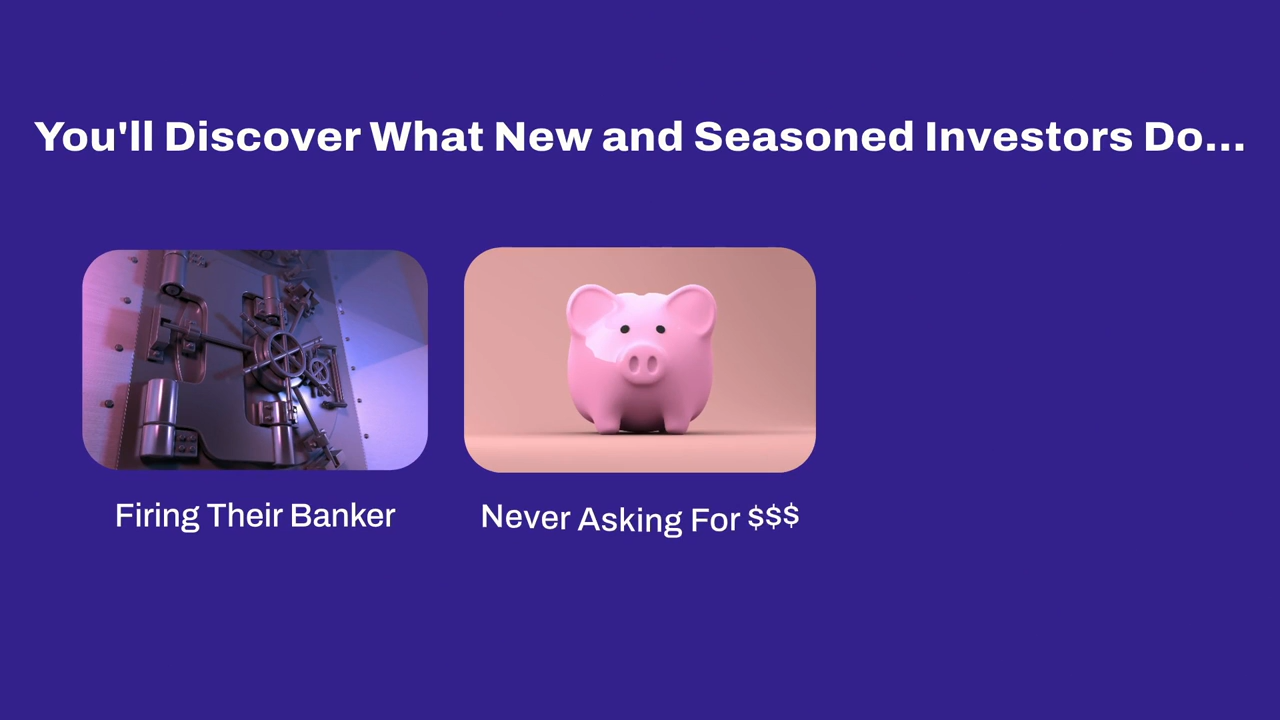 You'll Discover What New and Seasoned Investors Do...
Firing Their Banker
Never Asking For $$$